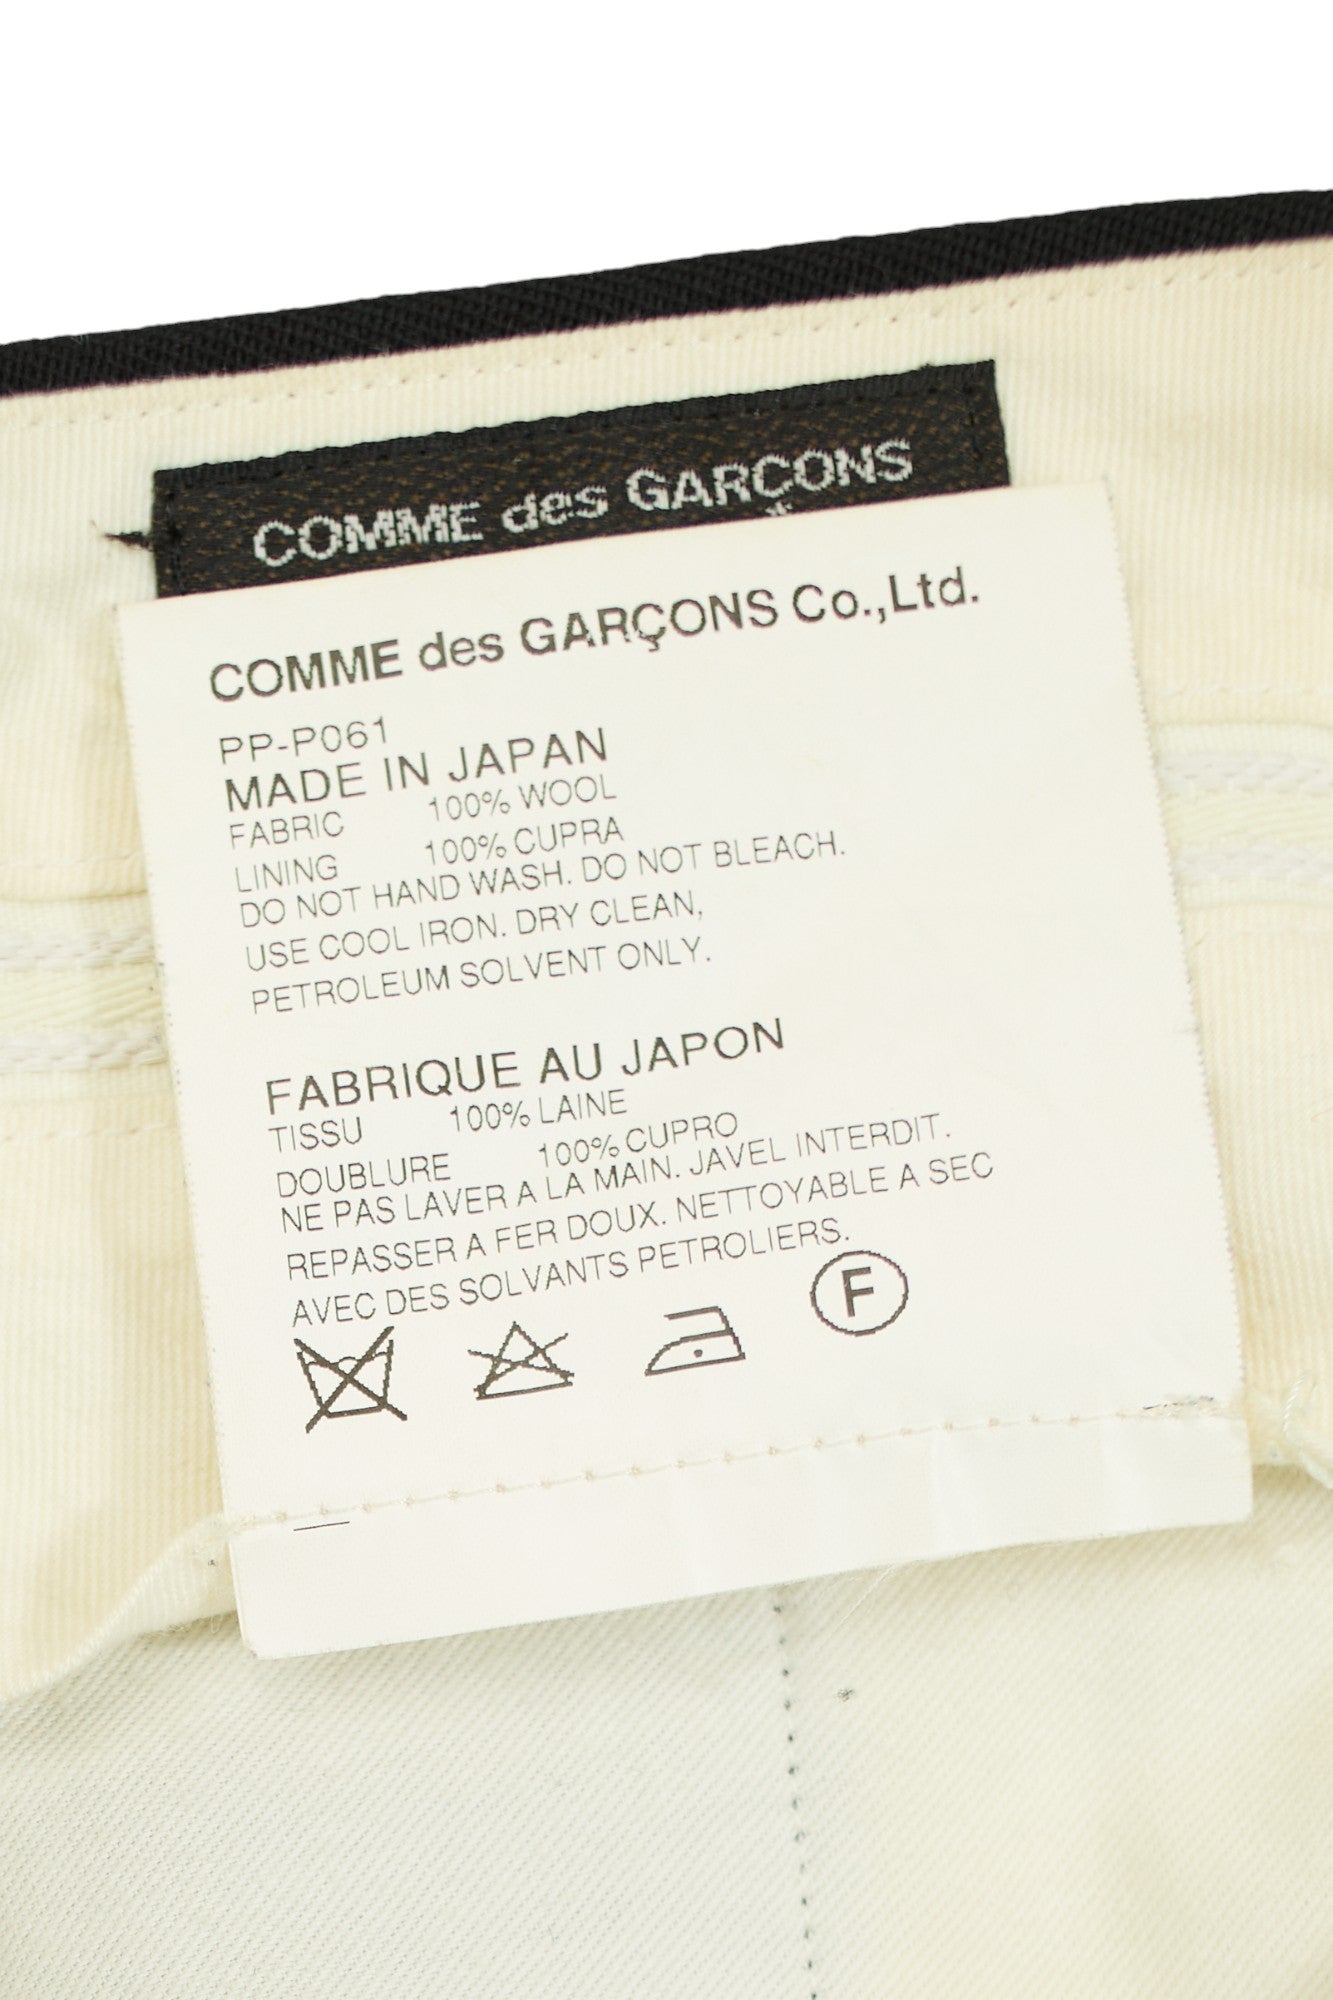 COMME des GARÇONS
COMME des GARÇONS Co.,Ltd.
PP-P061
MADE IN JAPAN
FABRIC 100% WOOL
LINING 100% CUPRA
DO NOT HAND WASH. DO NOT BLEACH.
USE COOL IRON. DRY CLEAN,
PETROLEUM SOLVENT ONLY.
FABRIQUE AU JAPON
TISSU 100% LAINE
DOUBLURE 100% CUPRO
NE PAS LAVER A LA MAIN. JAVEL INTERDIT.
REPASSER A FER DOUX. NETTOYABLE A SEC
AVEC DES SOLVANTS PETROLIERS.
F